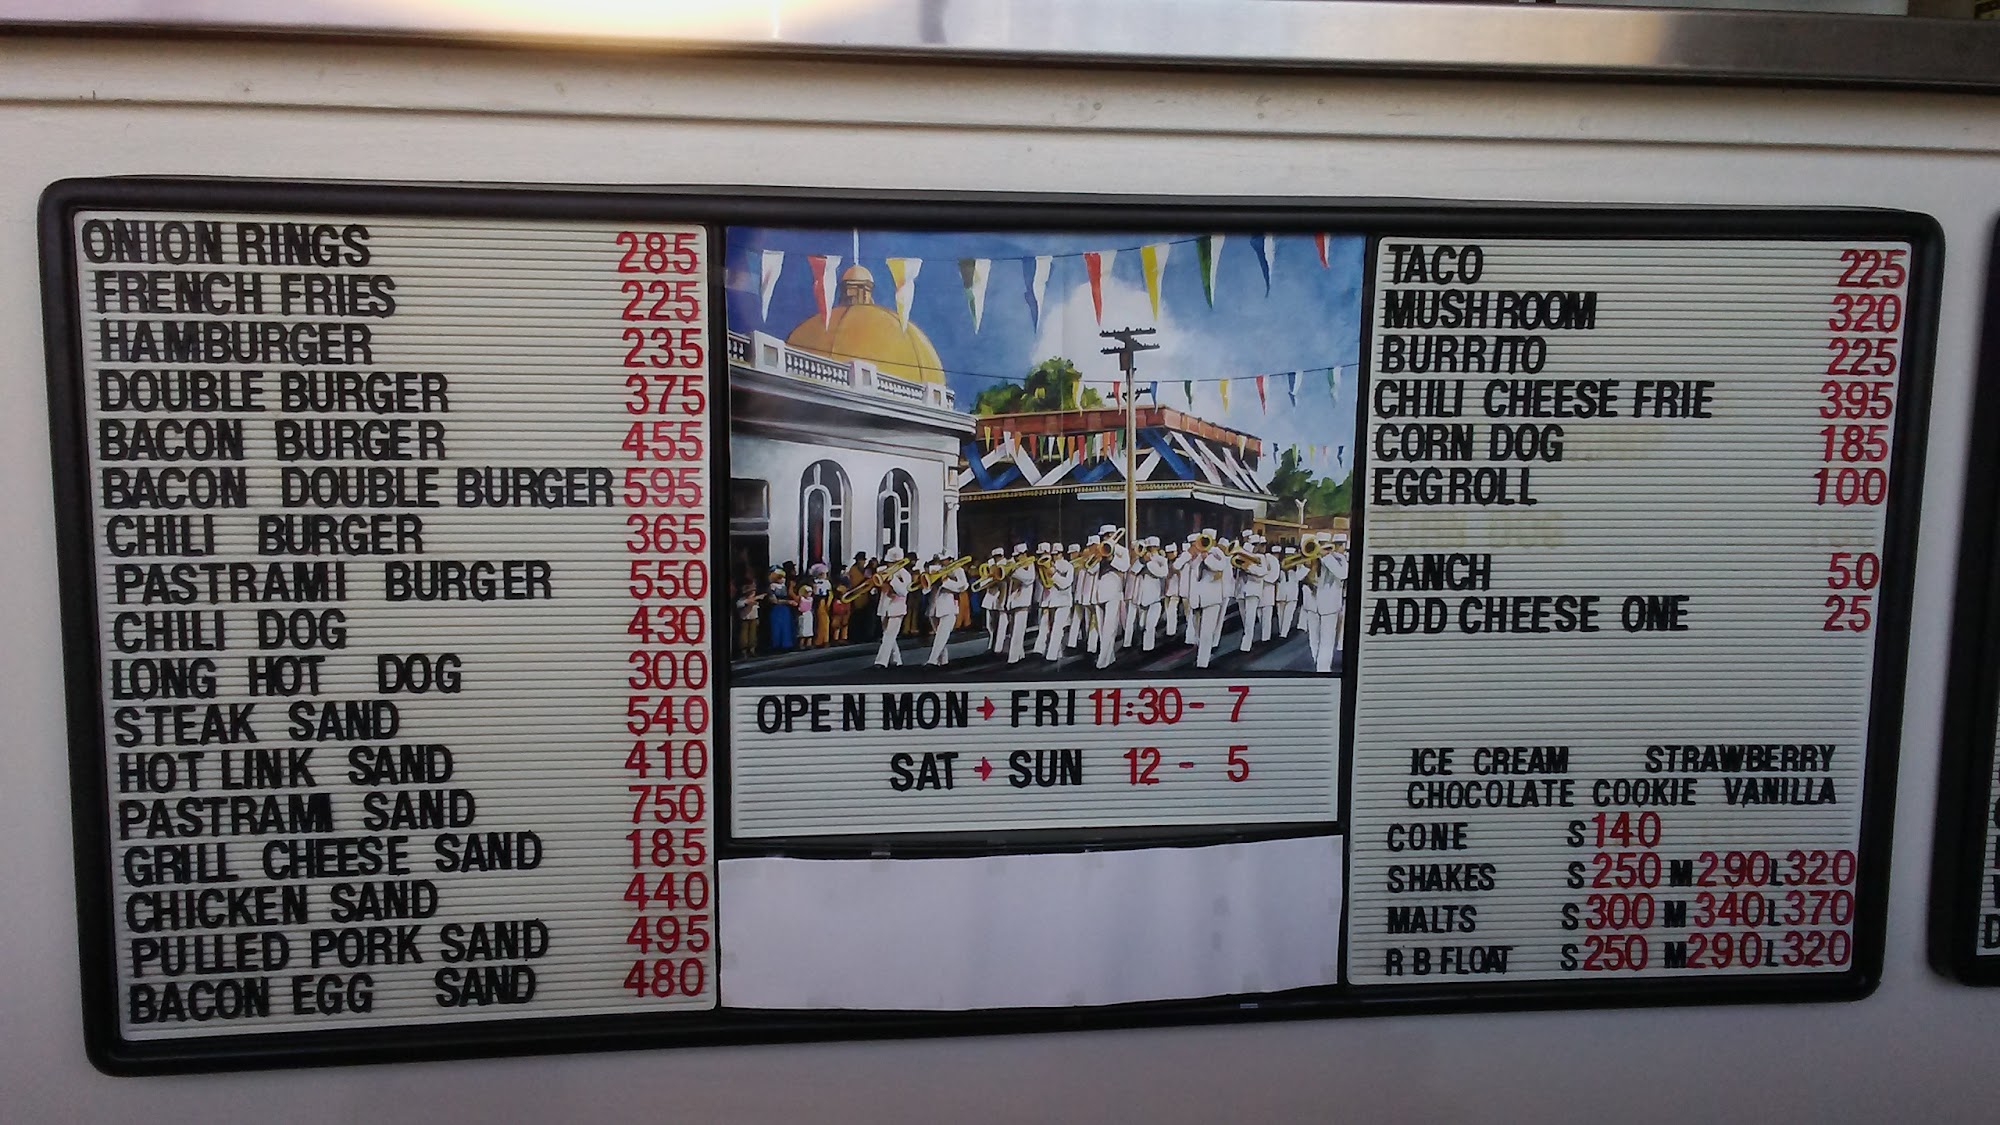 ONION RINGS 285
FRENCH FRIES 225
HAMBURGER 235
DOUBLE BURGER 375
BACON BURGER 455
BACON DOUBLE BURGER 595
CHILI BURGER 365
PASTRAMI BURGER 550
CHILI DOG 430
LONG HOT DOG 300
STEAK SAND 540
HOT LINK SAND 410
PASTRAMI SAND 750
GRILL CHEESE SAND 185
CHICKEN SAND 440
PULLED PORK SAND 495
BACON EGG SAND 480
OPEN MON → FRI 11:30 - 7
SAT → SUN 12 - 5
TACO 225
MUSHROOM 320
BURRITO 225
CHILI CHEESE FRIE 395
CORN DOG 185
EGGROLL 100
RANCH 50
ADD CHEESE ONE 25
ICE CREAM STRAWBERRY
CHOCOLATE COOKIE VANILLA
CONE S 140
SHAKES S 250 M 290 L 320
MALTS S 300 M 340 L 370
R B FLOAT S 250 M 290 L 320